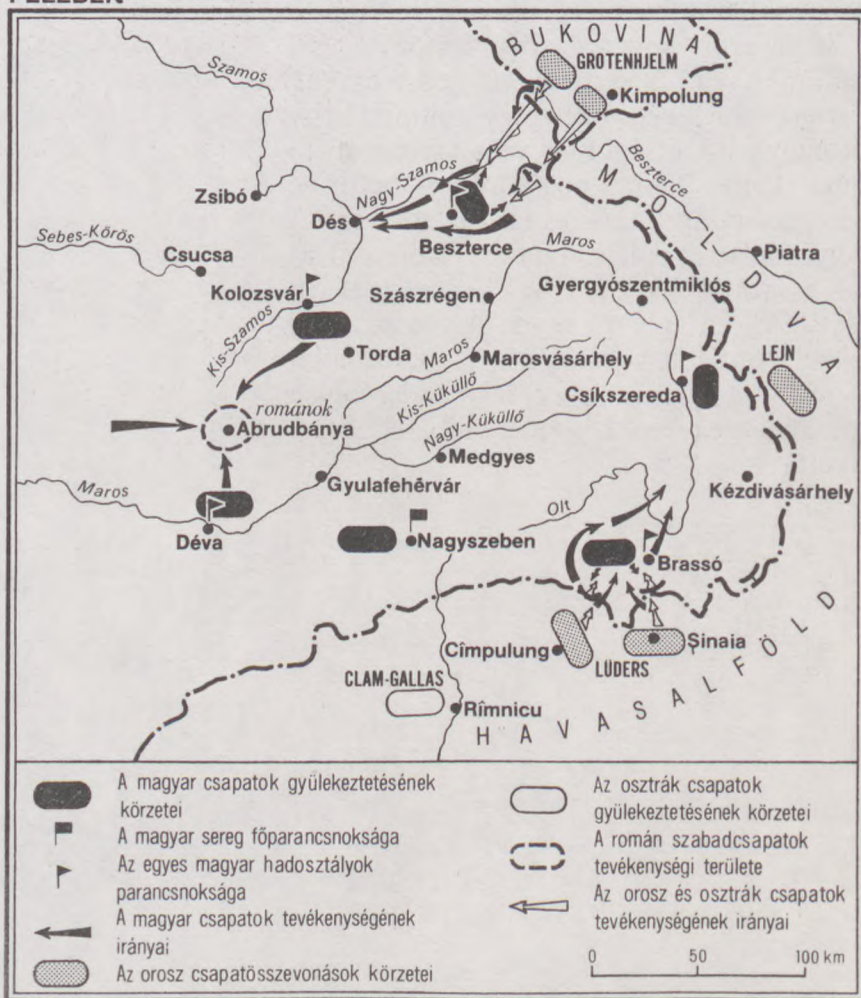 BUKOVINA
GROTENHJELM
Kimpolung
Szamos
Zsibó
Nagy-Szamos
Dés
Beszterce
Beszterce
MOLDVA
Piatra
Sebes-Körös
Csucsa
Kolozsvár
Kis-Szamos
Szászrégen
Maros
Gyergyószentmiklós
Torda
Maros
Marosvásárhely
LEJN
Csíkszereda
románok
Abrudbánya
Kis-Küküllő
Nagy-Küküllő
Medgyes
Kézdivásárhely
Maros
Gyulafehérvár
Déva
Olt
Nagyszeben
Brassó
Cîmpulung
Sinaia
LÜDERS
CLAM-GALLAS
Rîmnicu
HAVASALFÖLD
A magyar csapatok gyülekeztetésének
körzetei
A magyar sereg főparancsnoksága
Az egyes magyar hadosztályok
parancsnoksága
A magyar csapatok tevékenységének
irányai
Az orosz csapatösszevonások körzetei
Az osztrák csapatok
gyülekeztetésének körzetei
A román szabadcsapatok
tevékenységi területe
Az orosz és osztrák csapatok
tevékenységének irányai
0 50 100 km